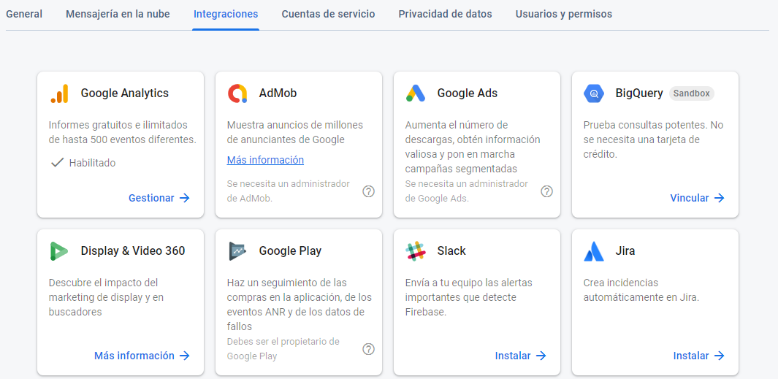 General Mensajería en la nube Integraciones Cuentas de servicio Privacidad de datos Usuarios y permisos
Google Analytics
Informes gratuitos e ilimitados
de hasta 500 eventos diferentes.
Habilitado
Gestionar
AdMob
Muestra anuncios de millones
de anunciantes de Google
Más información
Se necesita un administrador
de AdMob.
Google Ads
Aumenta el número de
descargas, obtén información
valiosa y pon en marcha
campañas segmentadas
Se necesita un administrador
de Google Ads.
BigQuery Sandbox
Prueba consultas potentes. No
se necesita una tarjeta de
crédito.
Vincular
Display & Video 360
Descubre el impacto del
marketing de display y en
buscadores
Más información
Google Play
Haz un seguimiento de las
compras en la aplicación, de los
eventos ANR y de los datos de
fallos
Debes ser el propietario de
Google Play
Slack
Envía a tu equipo las alertas
importantes que detecte
Firebase.
Instalar
Jira
Crea incidencias
automáticamente en Jira.
Instalar